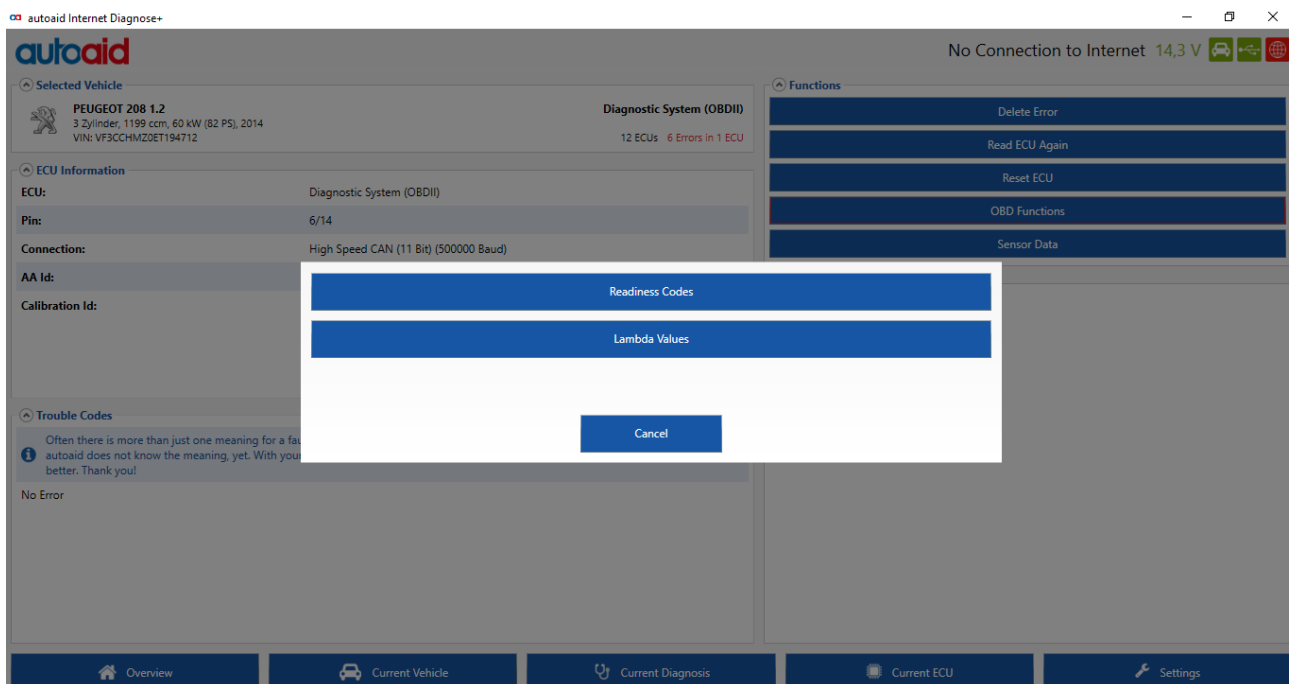 autoaid Internet Diagnose+
autoaid
No Connection to Internet 14,3 V
Selected Vehicle
PEUGEOT 208 1.2
3 Zylinder, 1199 ccm, 60 kW (82 PS), 2014
VIN: VF3CCHMZ0ET194712
Diagnostic System (OBDII)
12 ECUs 6 Errors in 1 ECU
ECU Information
ECU: Diagnostic System (OBDII)
Pin: 6/14
Connection: High Speed CAN (11 Bit) (500000 Baud)
AA Id:
Calibration Id:
Trouble Codes
Often there is more than just one meaning for a fau
autoaid does not know the meaning, yet. With your
better. Thank you!
No Error
Functions
Delete Error
Read ECU Again
Reset ECU
OBD Functions
Sensor Data
Readiness Codes
Lambda Values
Cancel
Overview
Current Vehicle
Current Diagnosis
Current ECU
Settings